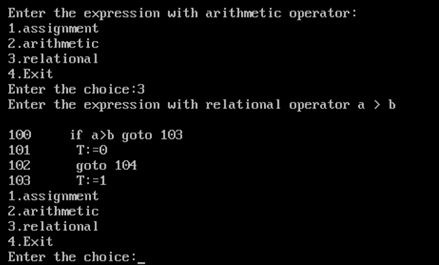 Enter the expression with arithmetic operator:
1.assignment
2.arithmetic
3.relational
4.Exit
Enter the choice:3
Enter the expression with relational operator a > b
100 if a>b goto 103
101 T:=0
102 goto 104
103 T:=1
1.assignment
2.arithmetic
3.relational
4.Exit
Enter the choice:_